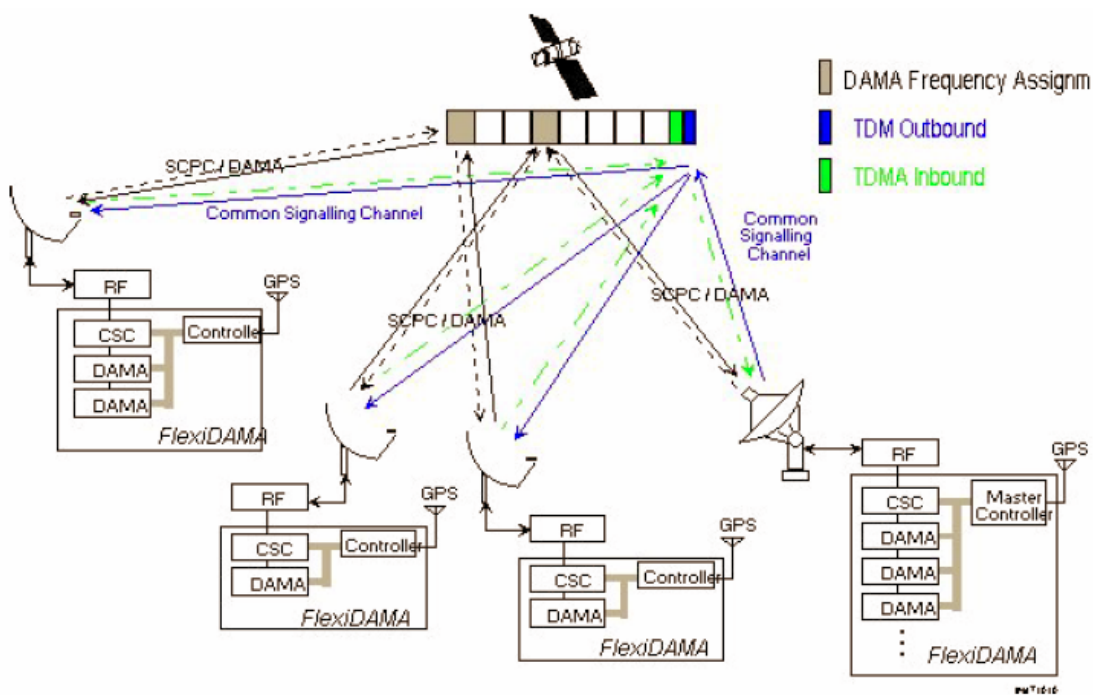 DAMA Frequency Assignm
TDM Outbound
TDMA Inbound
SCPC / DAMA
Common Signalling Channel
Common
Signalling
Channel
SCPC / DAMA
SCPC / DAMA
RF
GPS
CSC
Controller
DAMA
DAMA
FlexiDAMA
RF
GPS
CSC
Controller
DAMA
FlexiDAMA
RF
GPS
CSC
Controller
DAMA
FlexiDAMA
RF
GPS
CSC
Master
Controller
DAMA
DAMA
DAMA
FlexiDAMA